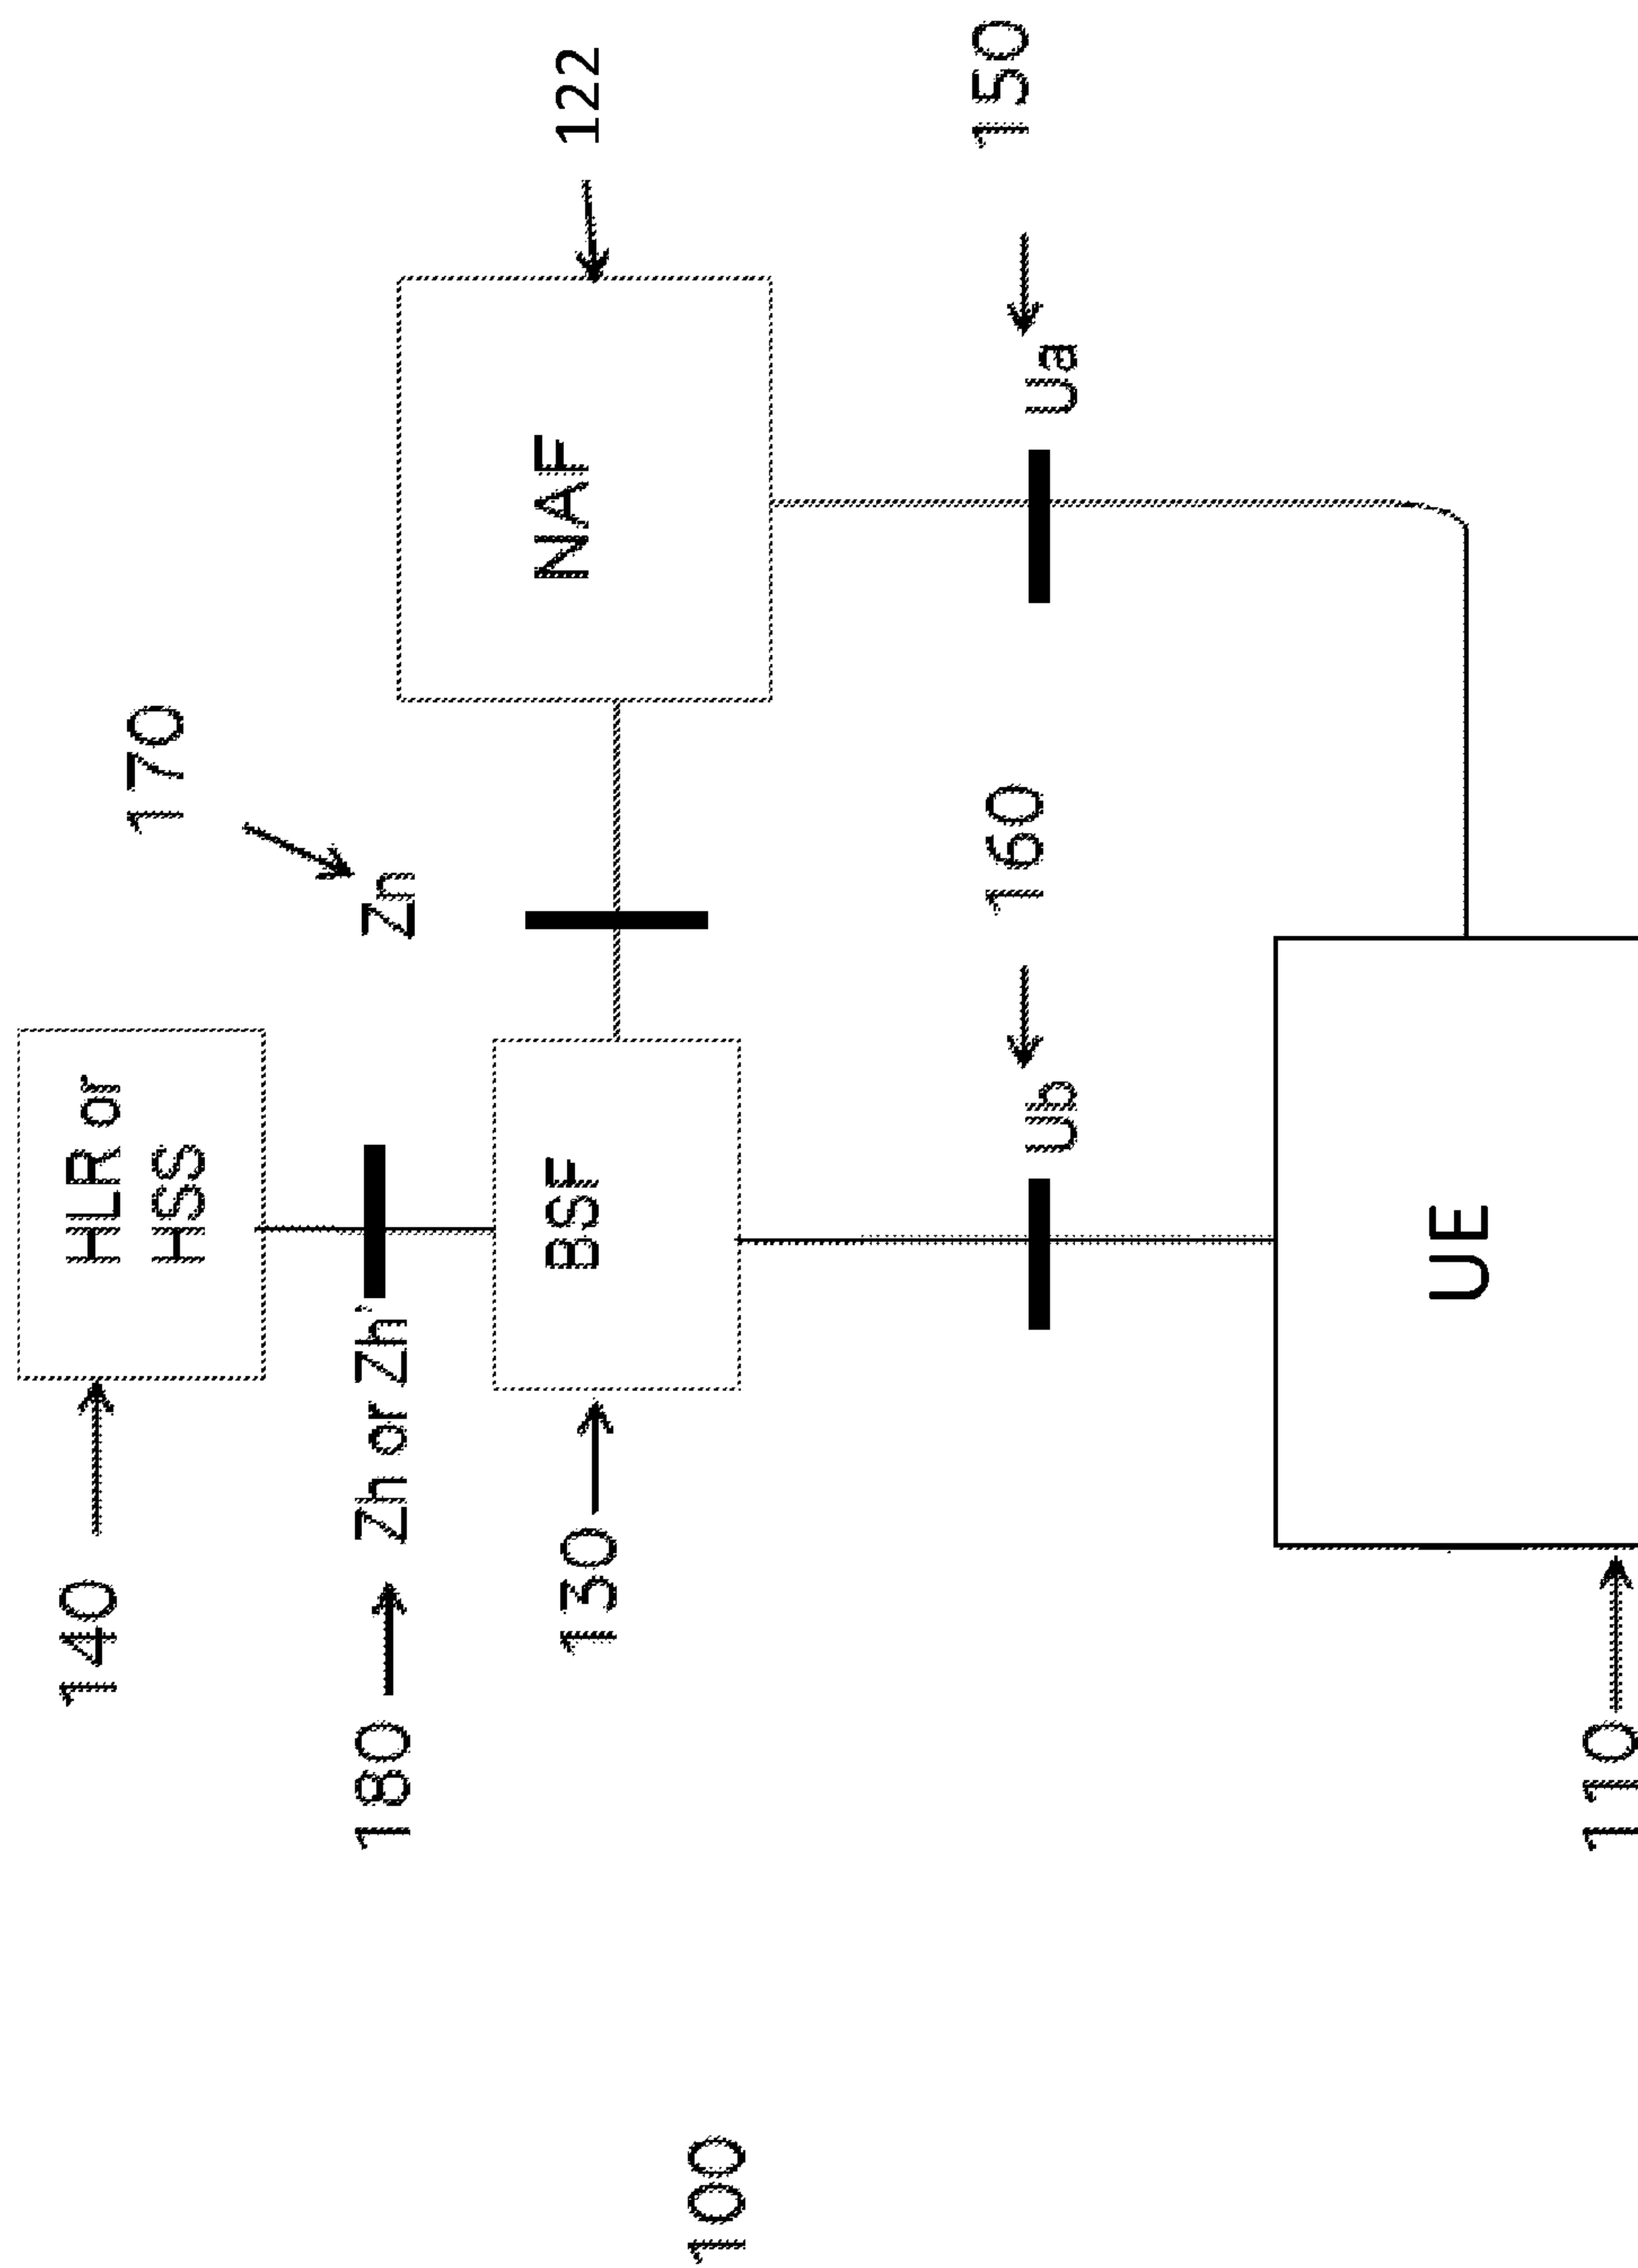 140
HLR or
HSS
180
Zh or Zh'
170
Zn
130
BSF
NAF
122
160
Ub
150
Ua
100
110
UE